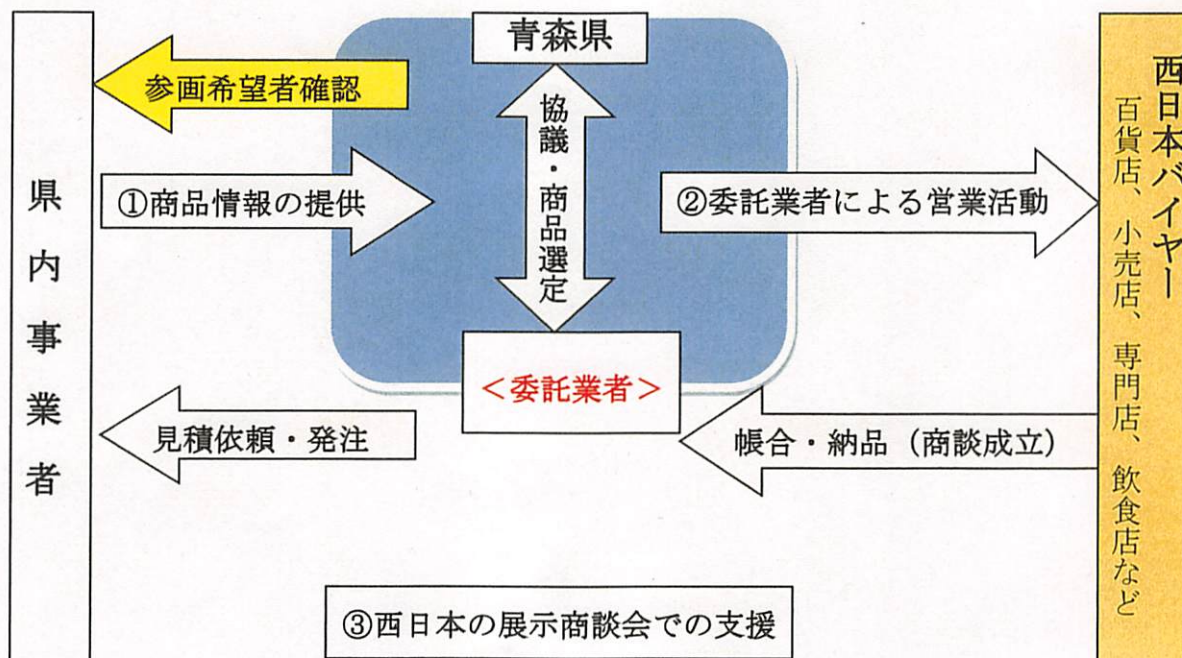 青森県
参画希望者確認
協議・商品選定
①商品情報の提供
②委託業者による営業活動
県内事業者
＜委託業者＞
見積依頼・発注
帳合・納品（商談成立）
西日本バイヤー
百貨店、小売店、専門店、飲食店など
③西日本の展示商談会での支援